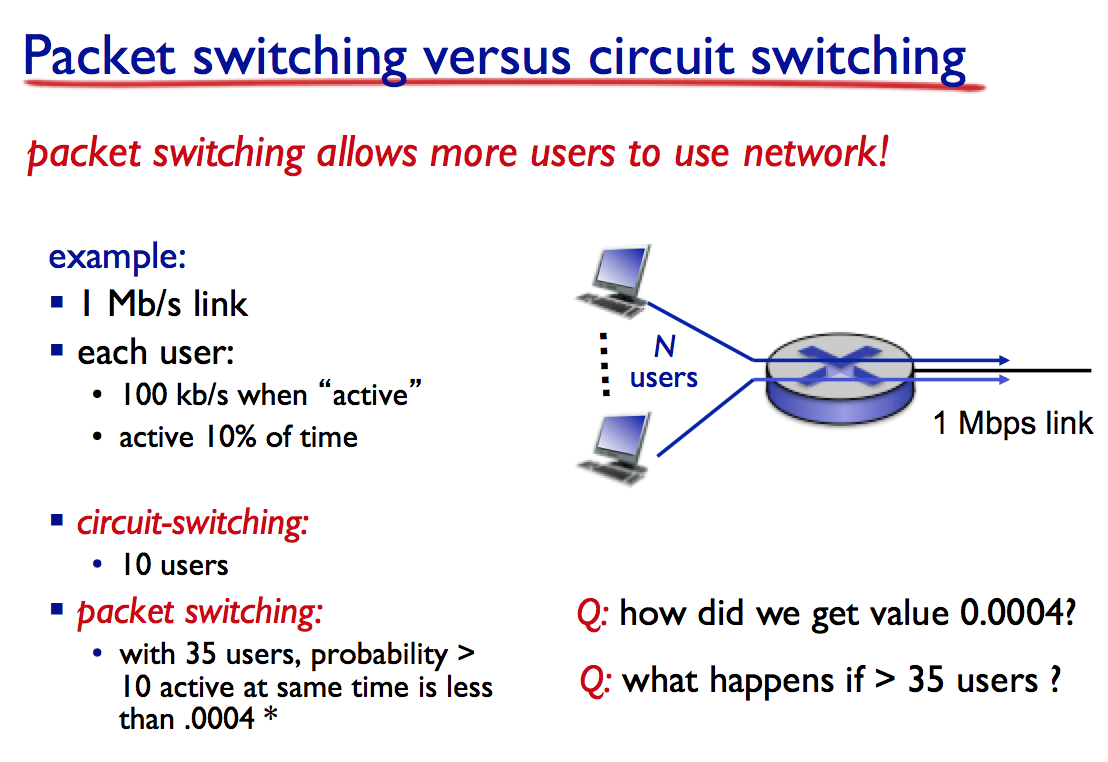 Packet switching versus circuit switching
packet switching allows more users to use network!
example:
▪ 1 Mb/s link
▪ each user:
• 100 kb/s when “active”
• active 10% of time
▪ circuit-switching:
• 10 users
▪ packet switching:
• with 35 users, probability >
10 active at same time is less
than .0004 *
N
users
1 Mbps link
Q: how did we get value 0.0004?
Q: what happens if > 35 users ?